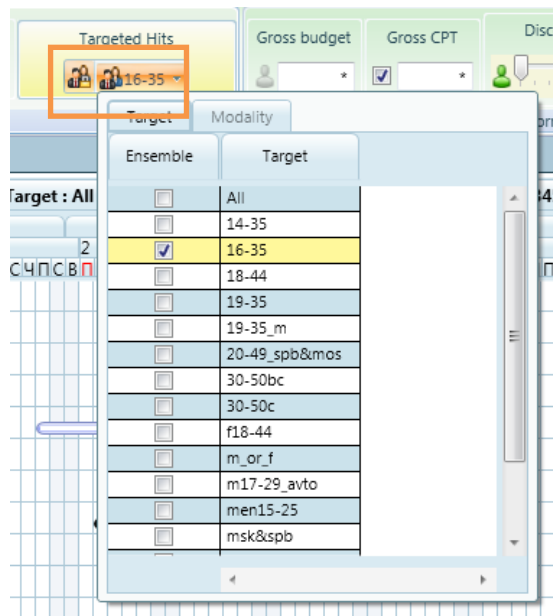 Targeted Hits
Gross budget
Gross CPT
Disc
16-35
*
*
Target
Modality
Ensemble
Target
Target : All
2
С Ч П С В П
All
14-35
16-35
18-44
19-35
19-35_m
20-49_spb&mos
30-50bc
30-50c
f18-44
m_or_f
m17-29_avto
men15-25
msk&spb